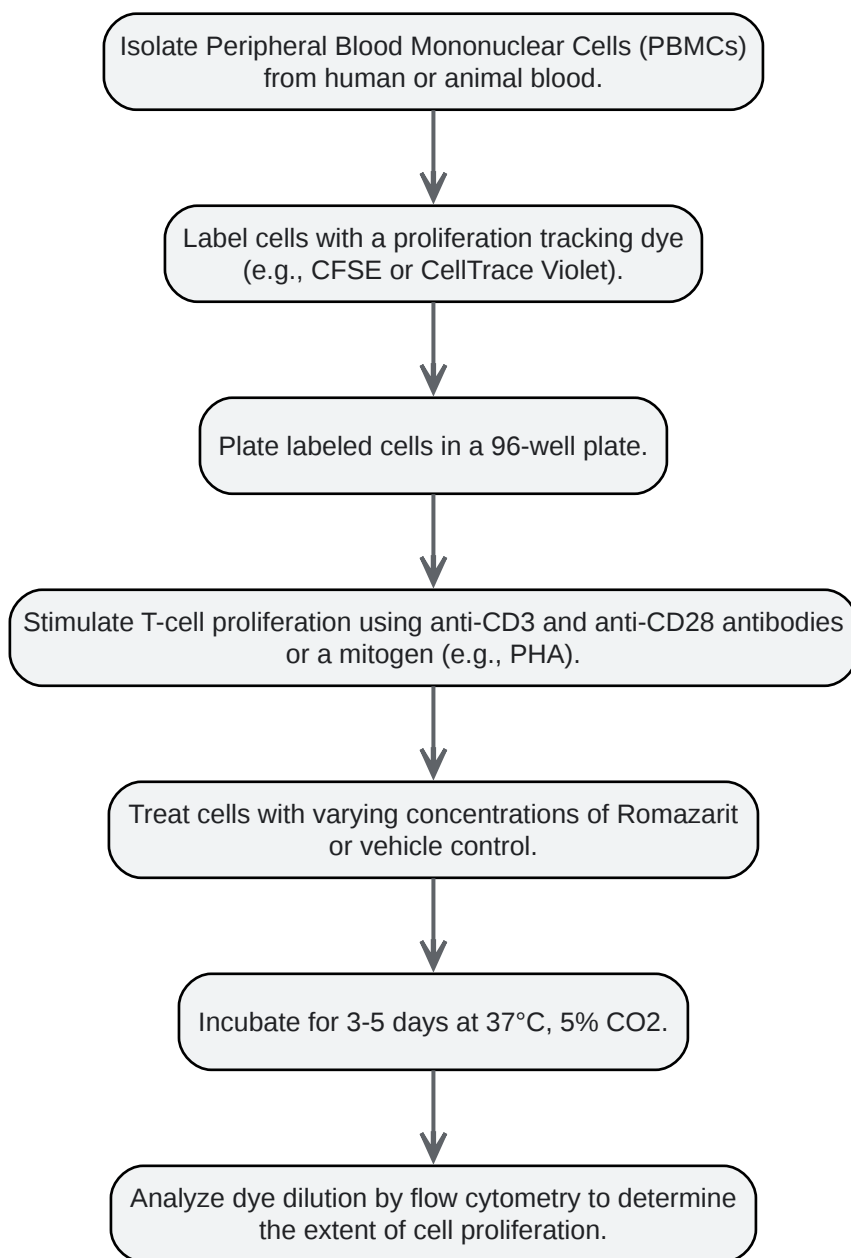 Isolate Peripheral Blood Mononuclear Cells (PBMCs)
from human or animal blood.
Label cells with a proliferation tracking dye
(e.g., CFSE or CellTrace Violet).
Plate labeled cells in a 96-well plate.
Stimulate T-cell proliferation using anti-CD3 and anti-CD28 antibodies
or a mitogen (e.g., PHA).
Treat cells with varying concentrations of Romazarit
or vehicle control.
Incubate for 3-5 days at 37°C, 5% CO2.
Analyze dye dilution by flow cytometry to determine
the extent of cell proliferation.